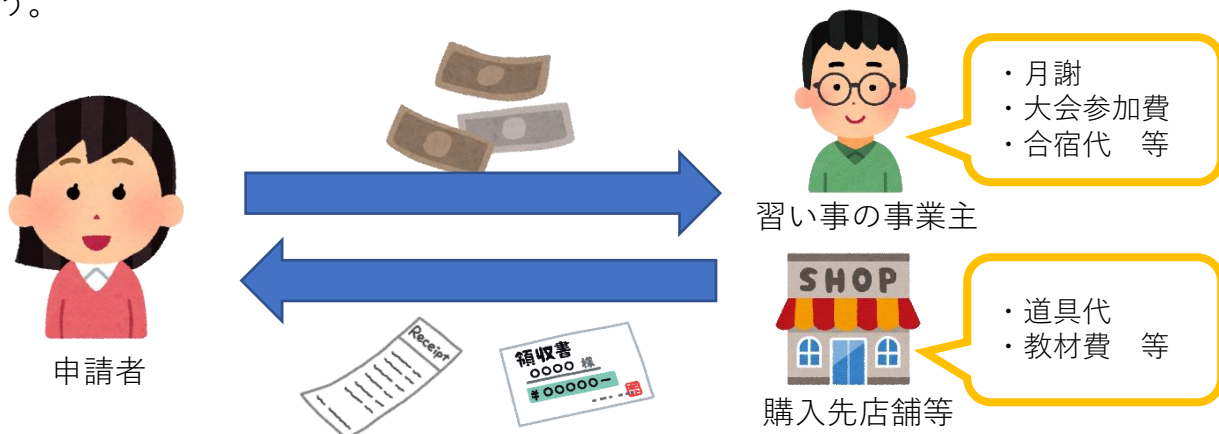 う。
・月謝
・大会参加費
・合宿代　等
習い事の事業主
SHOP
・道具代
・教材費　等
購入先店舗等
申請者
Receipt
領収書
○○○○ 様
¥○○○○○−